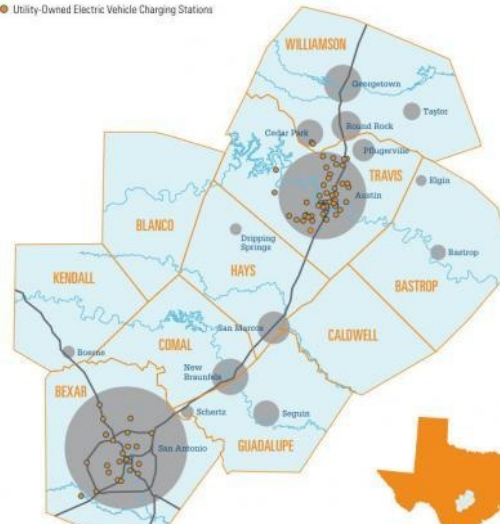 Utility-Owned Electric Vehicle Charging Stations
WILLIAMSON
Georgetown
Taylor
Cedar Park
Round Rock
Pflugerville
TRAVIS
Elgin
Austin
BLANCO
Dripping
Springs
Bastrop
HAYS
KENDALL
BASTROP
San Marcos
CALDWELL
COMAL
Boerne
New
Braunfels
BEXAR
Schertz
Seguin
San Antonio
GUADALUPE